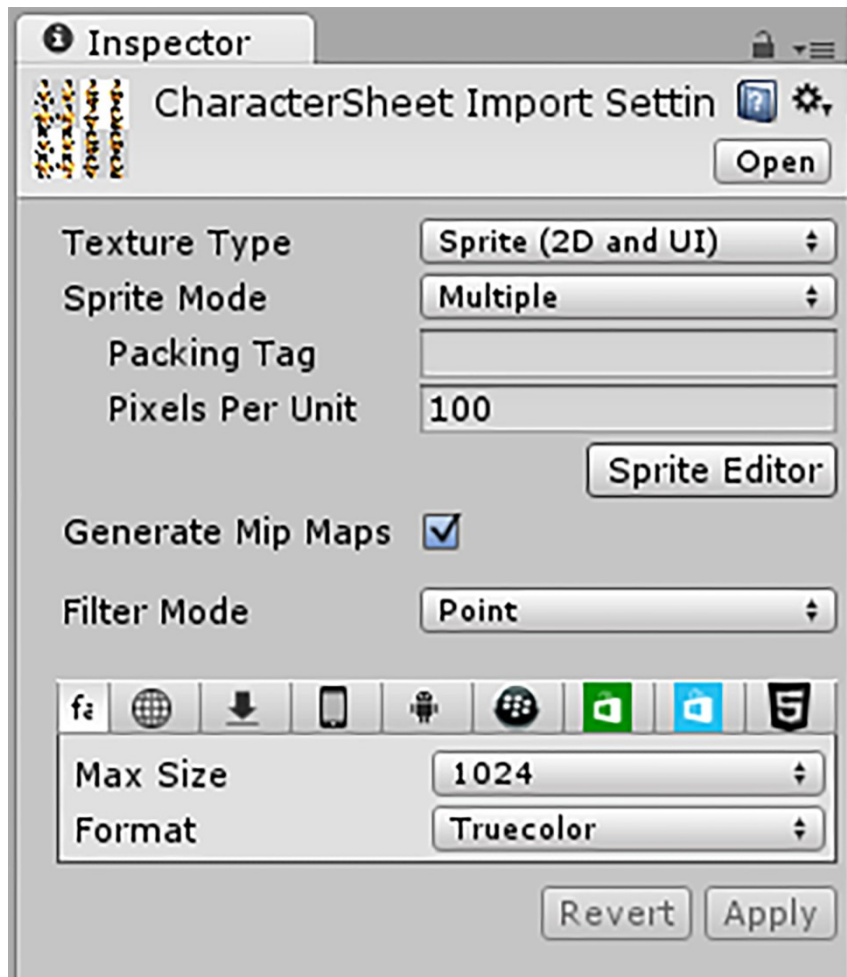 Inspector
CharacterSheet Import Settin
Open
Texture Type Sprite (2D and UI)
Sprite Mode Multiple
Packing Tag
Pixels Per Unit 100
Sprite Editor
Generate Mip Maps
Filter Mode Point
Max Size 1024
Format Truecolor
Revert Apply